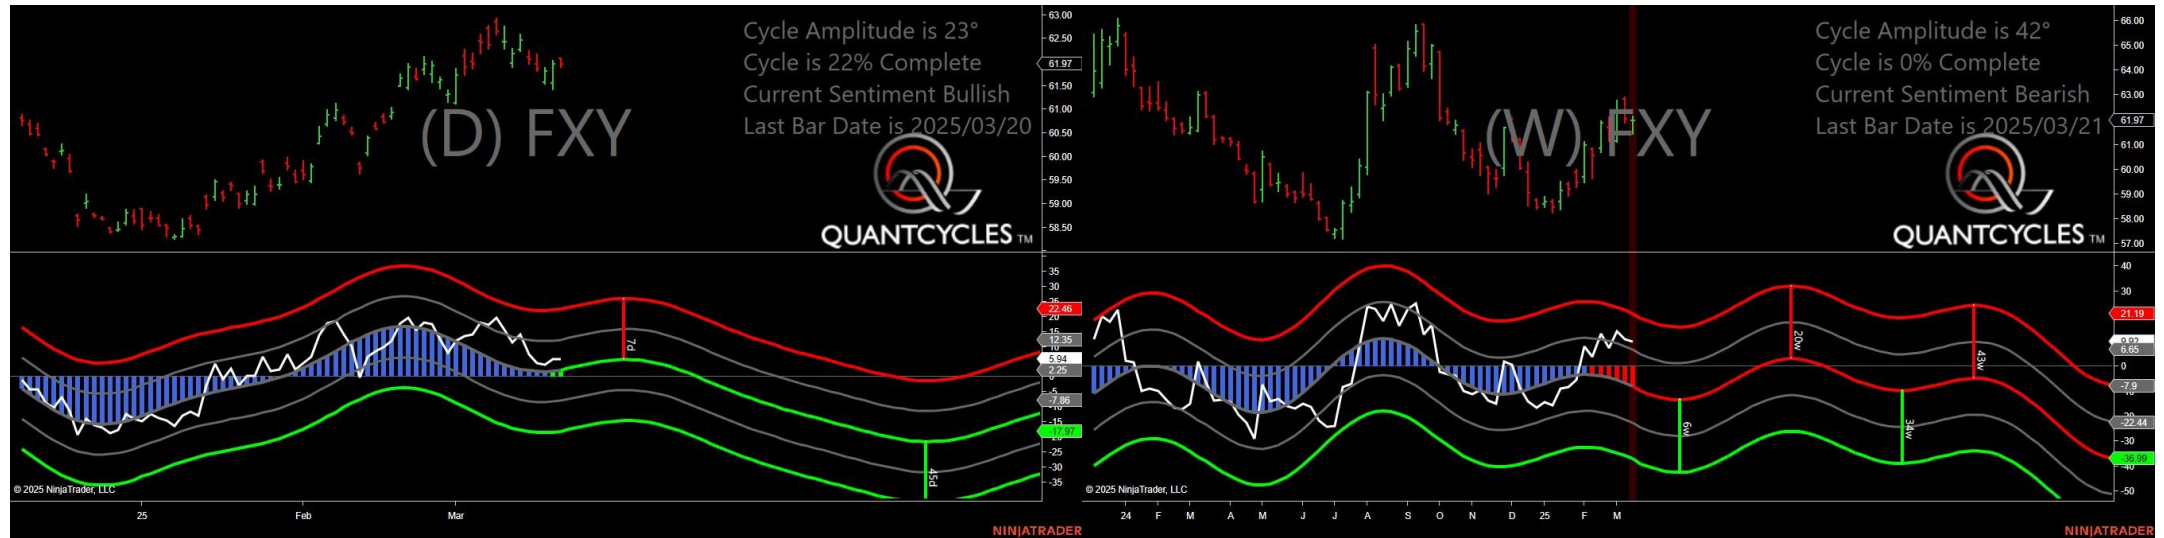 Cycle Amplitude is 23°
Cycle is 22% Complete
Current Sentiment Bullish
Last Bar Date is 2025/03/20
(D) FXY
QUANTCYCLES TM
63.00
62.50
61.97
61.50
61.00
60.50
60.00
59.50
59.00
58.50
35
30
22.46
20
12.35
5.94
2.25
-5
-7.86
-15
-17.97
-25
-30
-35
7d
45d
© 2025 NinjaTrader, LLC
25 Feb Mar
NINJATRADER
Cycle Amplitude is 42°
Cycle is 0% Complete
Current Sentiment Bearish
Last Bar Date is 2025/03/21
(W) FXY
QUANTCYCLES TM
66.00
65.00
64.00
63.00
61.97
61.00
60.00
59.00
58.00
57.00
40
30
21.19
6.65
0
-7.9
-22.44
-30
-36.99
-50
6w
20w
34w
43w
© 2025 NinjaTrader, LLC
24 F M A M J J A S O N D 25 F M
NINJATRADER